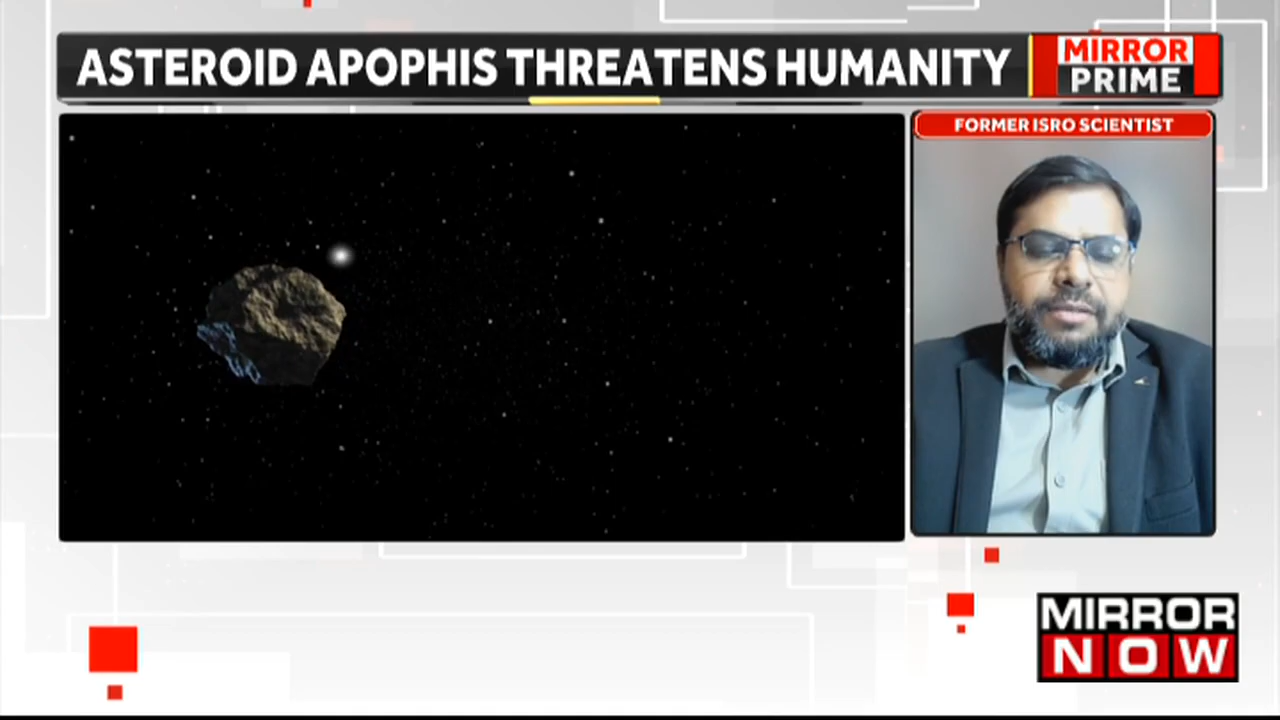 ASTEROID APOPHIS THREATENS HUMANITY
MIRROR
PRIME
FORMER ISRO SCIENTIST
MIRROR
NOW